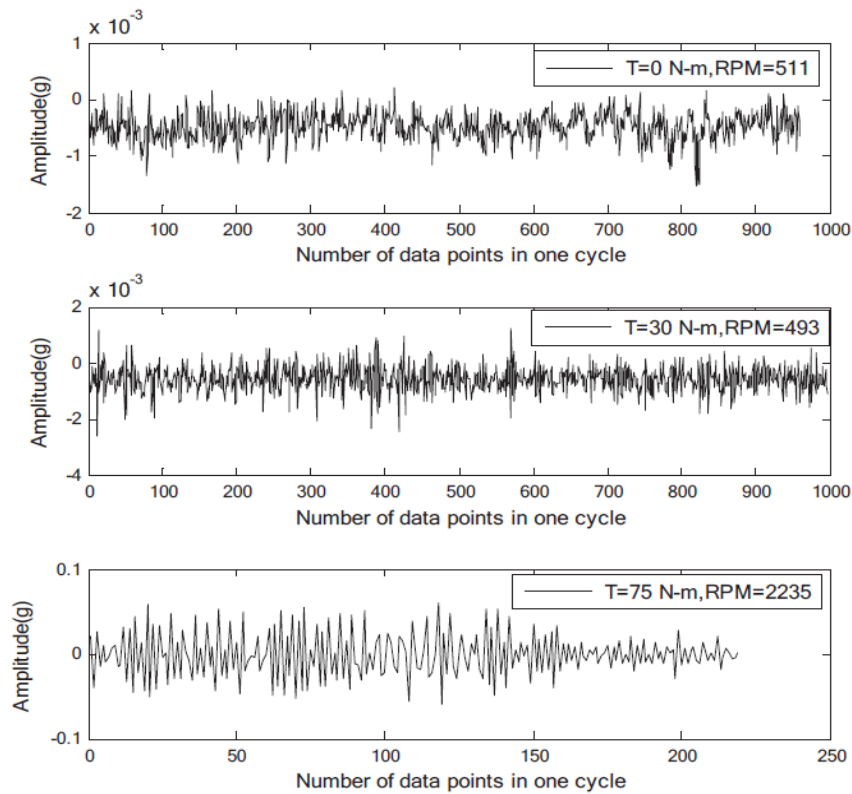 x 10-3
1
0
-1
-2
Amplitude(g)
T=0 N-m,RPM=511
0 100 200 300 400 500 600 700 800 900 1000
Number of data points in one cycle
x 10-3
2
0
-2
-4
Amplitude(g)
T=30 N-m,RPM=493
0 100 200 300 400 500 600 700 800 900 1000
Number of data points in one cycle
0.1
0
-0.1
Amplitude(g)
T=75 N-m,RPM=2235
0 50 100 150 200 250
Number of data points in one cycle